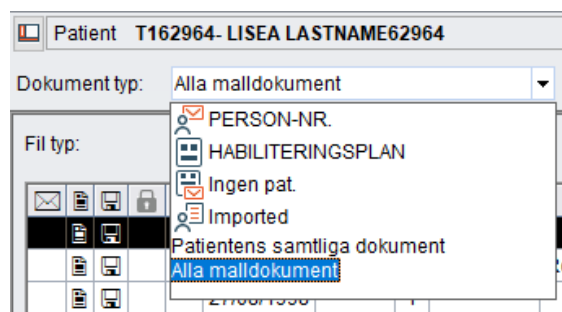 Patient T162964- LISEA LASTNAME62964
Dokument typ: Alla malldokument
PERSON-NR.
Fil typ:
HABILITERINGSPLAN
Ingen pat.
Imported
Patientens samtliga dokument
Alla malldokument